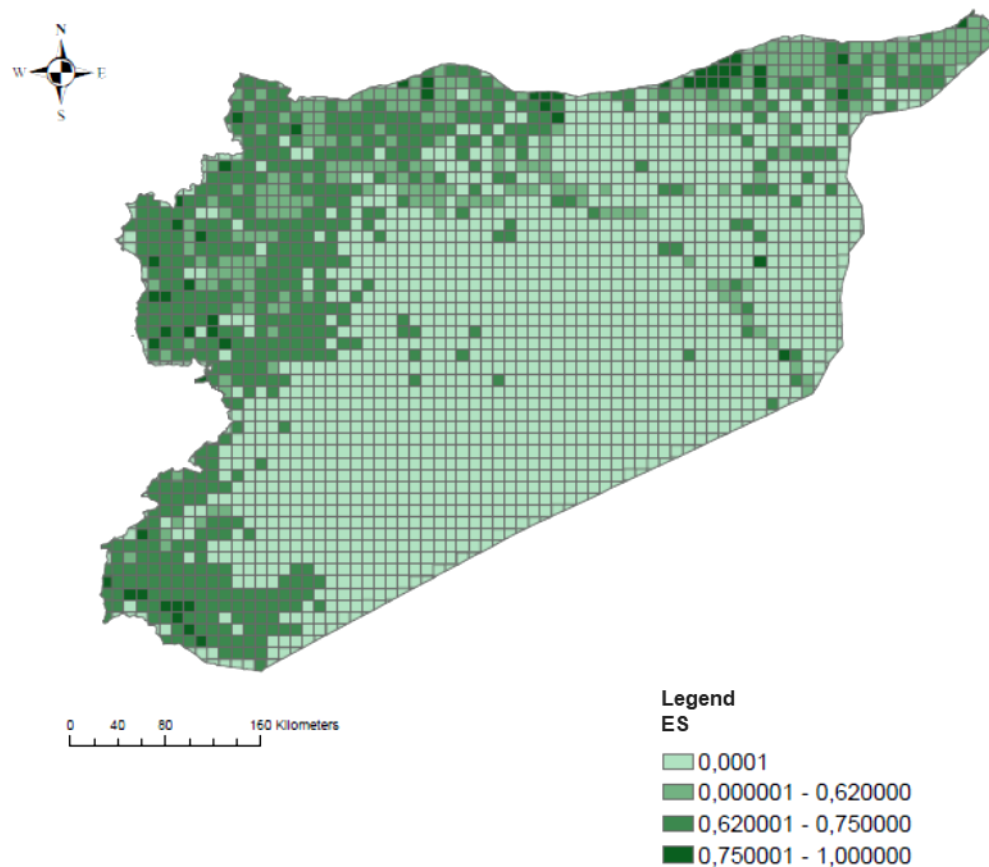 N
W E
S
0 40 80 160 Kilometers
Legend
ES
0,0001
0,000001 - 0,620000
0,620001 - 0,750000
0,750001 - 1,000000